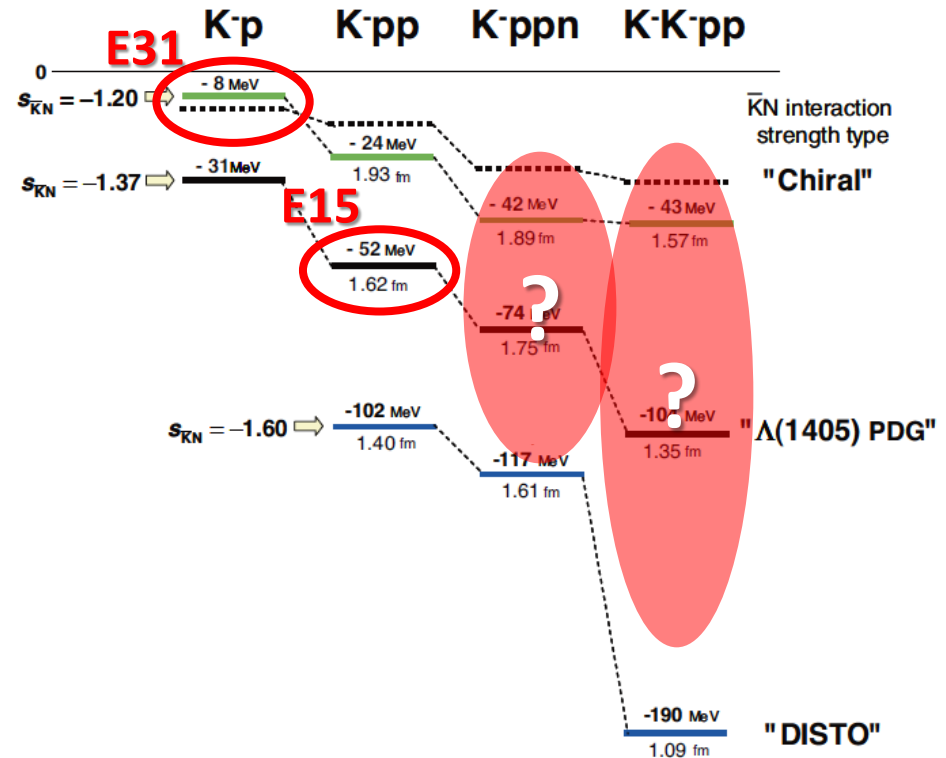 K⁻p K⁻pp K⁻ppn K⁻K⁻pp
E31
0
- 8 MeV
s_K̄N = −1.20
K̄N interaction
strength type
- 24 MeV
1.93 fm
"Chiral"
- 31MeV
s_K̄N = −1.37
E15
- 42 MeV
1.89 fm
- 43 MeV
1.57 fm
- 52 MeV
1.62 fm
?
1.75 fm
?
-102 MeV
1.40 fm
s_K̄N = −1.60
1.35 fm
"Λ(1405) PDG"
-117 MeV
1.61 fm
-190 MeV
1.09 fm
"DISTO"